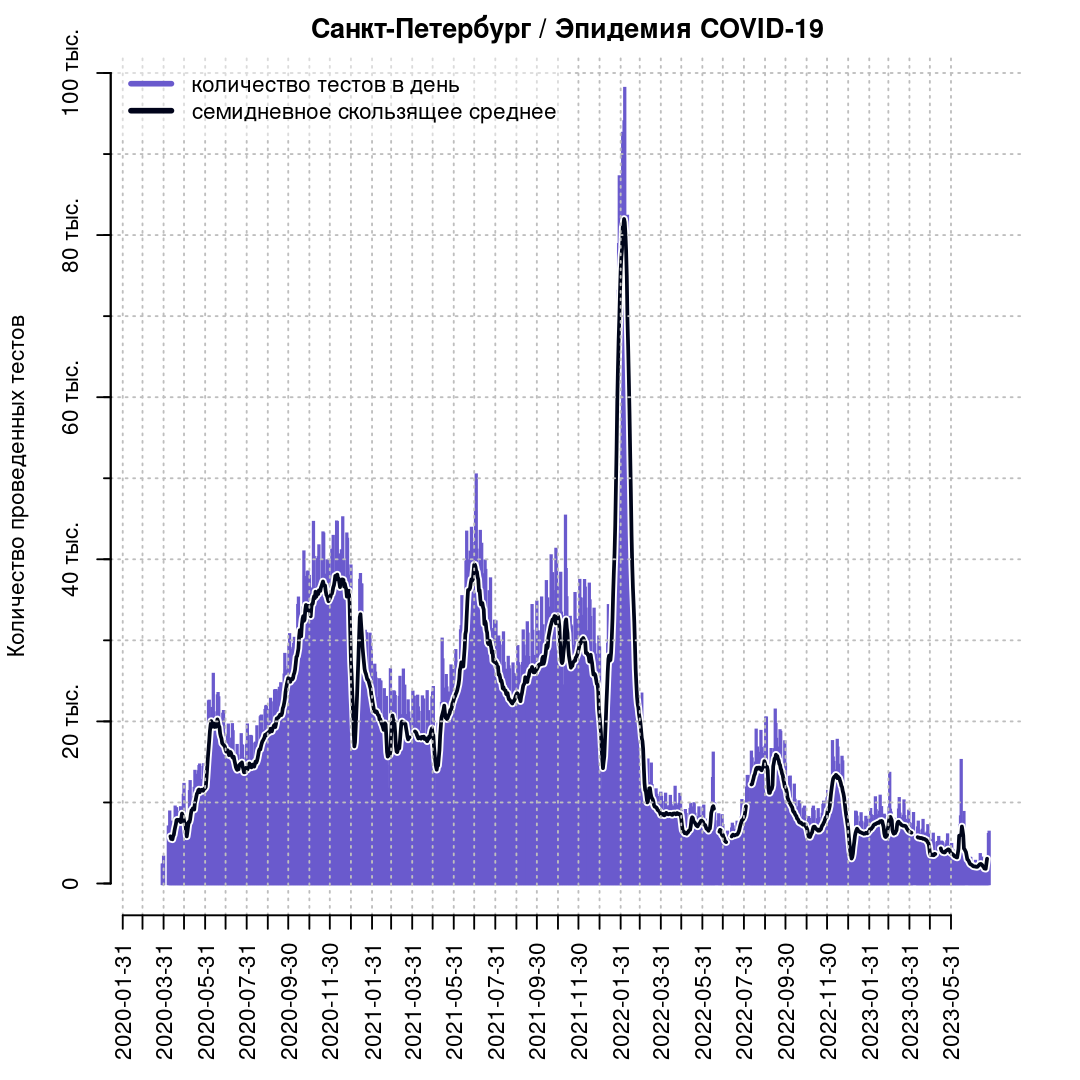 Санкт-Петербург / Эпидемия COVID-19
количество тестов в день
семидневное скользящее среднее
Количество проведенных тестов
100 тыс.
80 тыс.
60 тыс.
40 тыс.
20 тыс.
0
2020-01-31
2020-03-31
2020-05-31
2020-07-31
2020-09-30
2020-11-30
2021-01-31
2021-03-31
2021-05-31
2021-07-31
2021-09-30
2021-11-30
2022-01-31
2022-03-31
2022-05-31
2022-07-31
2022-09-30
2022-11-30
2023-01-31
2023-03-31
2023-05-31